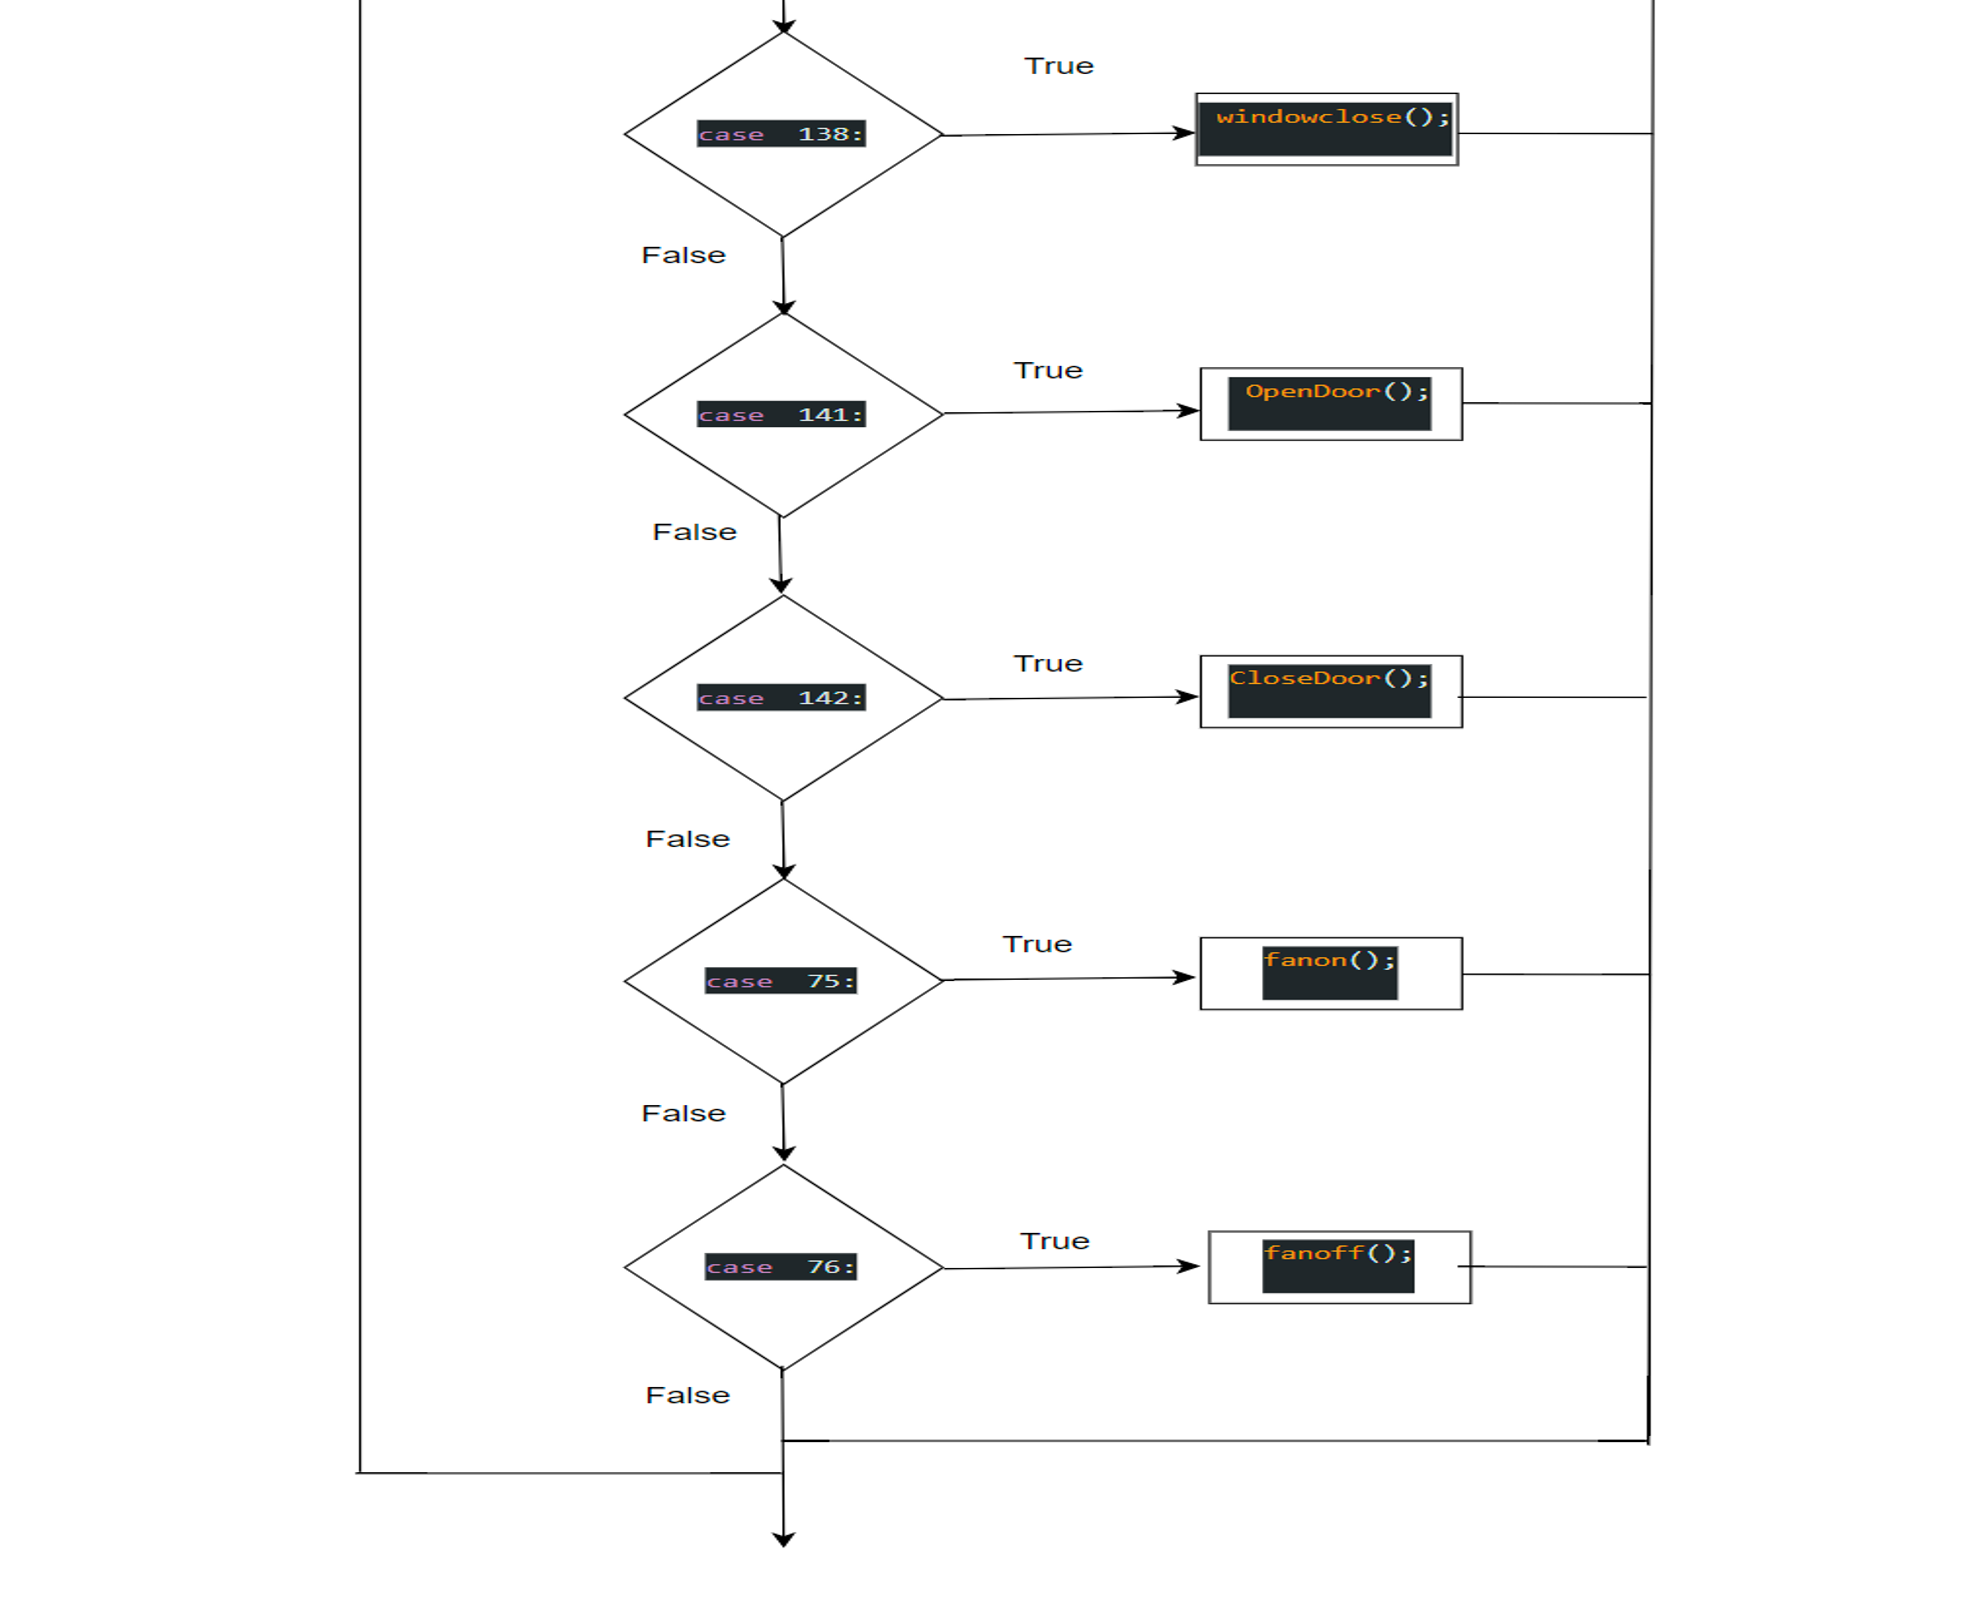 True
case 138:
windowclose();
False
True
case 141:
OpenDoor();
False
True
case 142:
CloseDoor();
False
True
case 75:
fanon();
False
True
case 76:
fanoff();
False